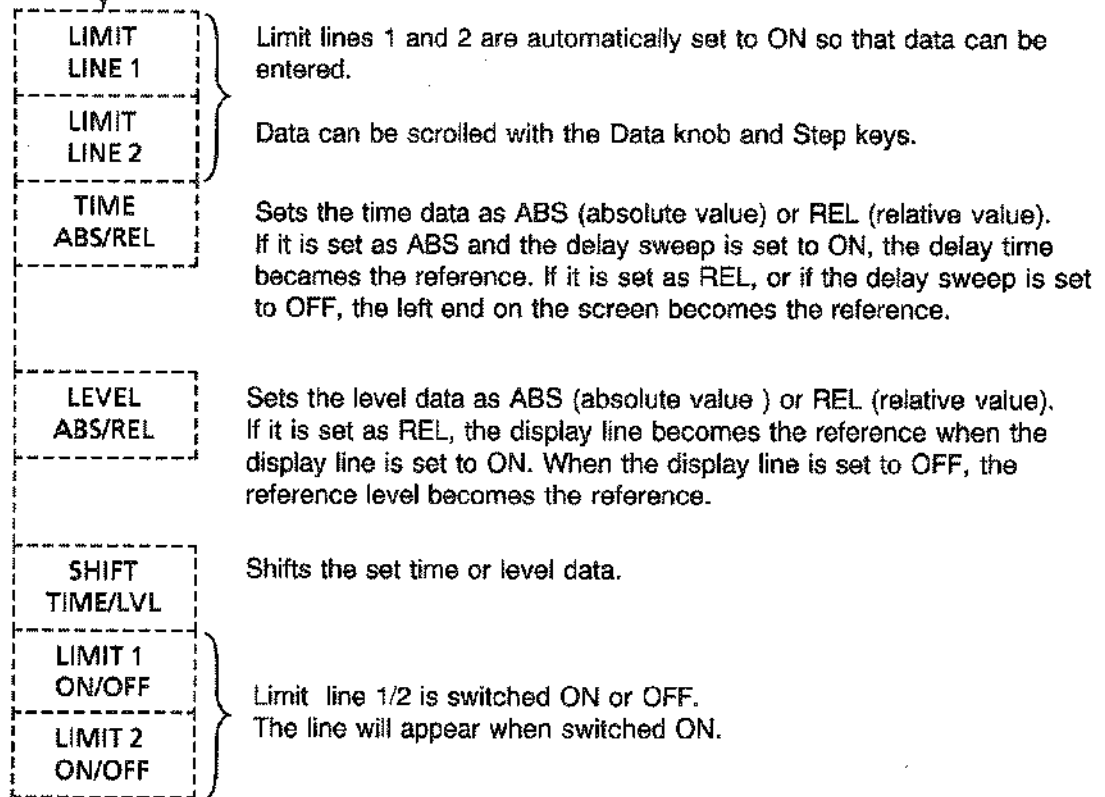 LIMIT
LINE 1
Limit lines 1 and 2 are automatically set to ON so that data can be
entered.
LIMIT
LINE 2
Data can be scrolled with the Data knob and Step keys.
TIME
ABS/REL
Sets the time data as ABS (absolute value) or REL (relative value).
If it is set as ABS and the delay sweep is set to ON, the delay time
becames the reference. If it is set as REL, or if the delay sweep is set
to OFF, the left end on the screen becomes the reference.
LEVEL
ABS/REL
Sets the level data as ABS (absolute value ) or REL (relative value).
If it is set as REL, the display line becomes the reference when the
display line is set to ON. When the display line is set to OFF, the
reference level becomes the reference.
SHIFT
TIME/LVL
Shifts the set time or level data.
LIMIT 1
ON/OFF
LIMIT 2
ON/OFF
Limit line 1/2 is switched ON or OFF.
The line will appear when switched ON.